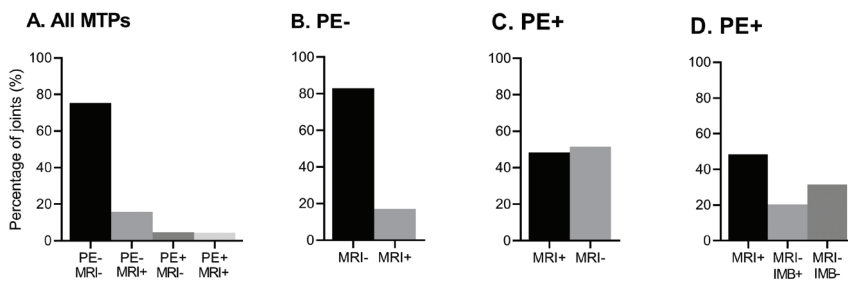 A. All MTPs
Percentage of joints (%)
100
80
60
40
20
0
PE- PE- PE+ PE+
MRI- MRI+ MRI- MRI+
B. PE-
100
80
60
40
20
0
MRI- MRI+
C. PE+
100
80
60
40
20
0
MRI+ MRI-
D. PE+
100
80
60
40
20
0
MRI+ MRI- MRI-
IMB+ IMB-